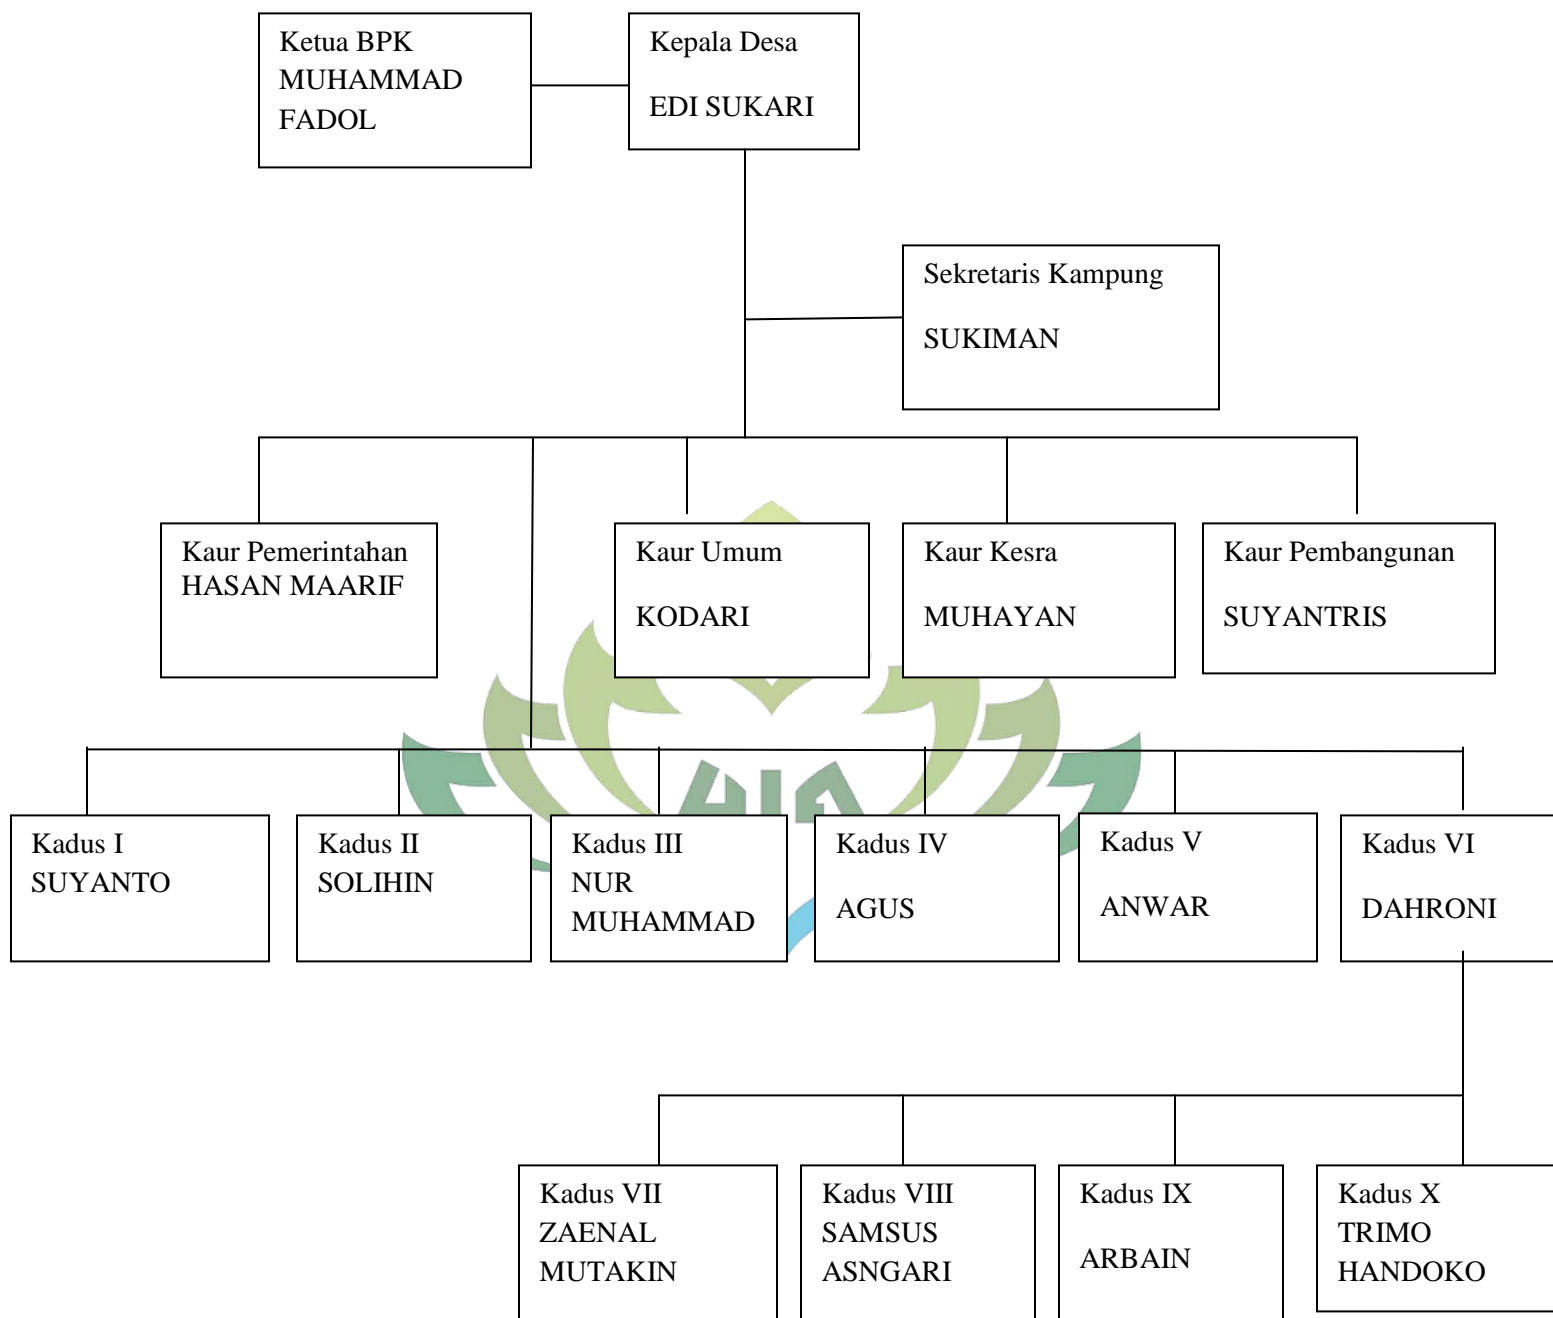 Ketua BPK
MUHAMMAD
FADOL
Kepala Desa
EDI SUKARI
Sekretaris Kampung
SUKIMAN
Kaur Pemerintahan
HASAN MAARIF
Kaur Umum
KODARI
Kaur Kesra
MUHAYAN
Kaur Pembangunan
SUYANTRIS
Kadus I
SUYANTO
Kadus II
SOLIHIN
Kadus III
NUR
MUHAMMAD
Kadus IV
AGUS
Kadus V
ANWAR
Kadus VI
DAHRONI
Kadus VII
ZAENAL
MUTAKIN
Kadus VIII
SAMSUS
ASNGARI
Kadus IX
ARBAIN
Kadus X
TRIMO
HANDOKO